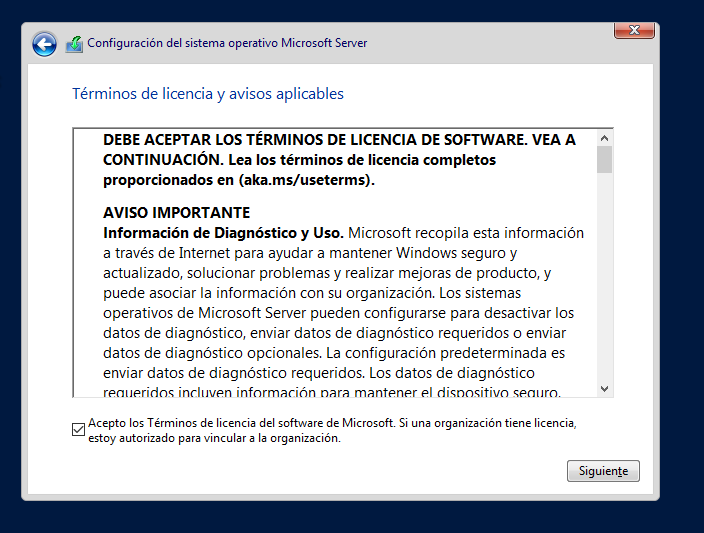 Configuración del sistema operativo Microsoft Server
Términos de licencia y avisos aplicables
DEBE ACEPTAR LOS TÉRMINOS DE LICENCIA DE SOFTWARE. VEA A
CONTINUACIÓN. Lea los términos de licencia completos
proporcionados en (aka.ms/useterms).
AVISO IMPORTANTE
Información de Diagnóstico y Uso. Microsoft recopila esta información
a través de Internet para ayudar a mantener Windows seguro y
actualizado, solucionar problemas y realizar mejoras de producto, y
puede asociar la información con su organización. Los sistemas
operativos de Microsoft Server pueden configurarse para desactivar los
datos de diagnóstico, enviar datos de diagnóstico requeridos o enviar
datos de diagnóstico opcionales. La configuración predeterminada es
enviar datos de diagnóstico requeridos. Los datos de diagnóstico
requeridos incluyen información para mantener el dispositivo seguro,
Acepto los Términos de licencia del software de Microsoft. Si una organización tiene licencia,
estoy autorizado para vincular a la organización.
Siguiente